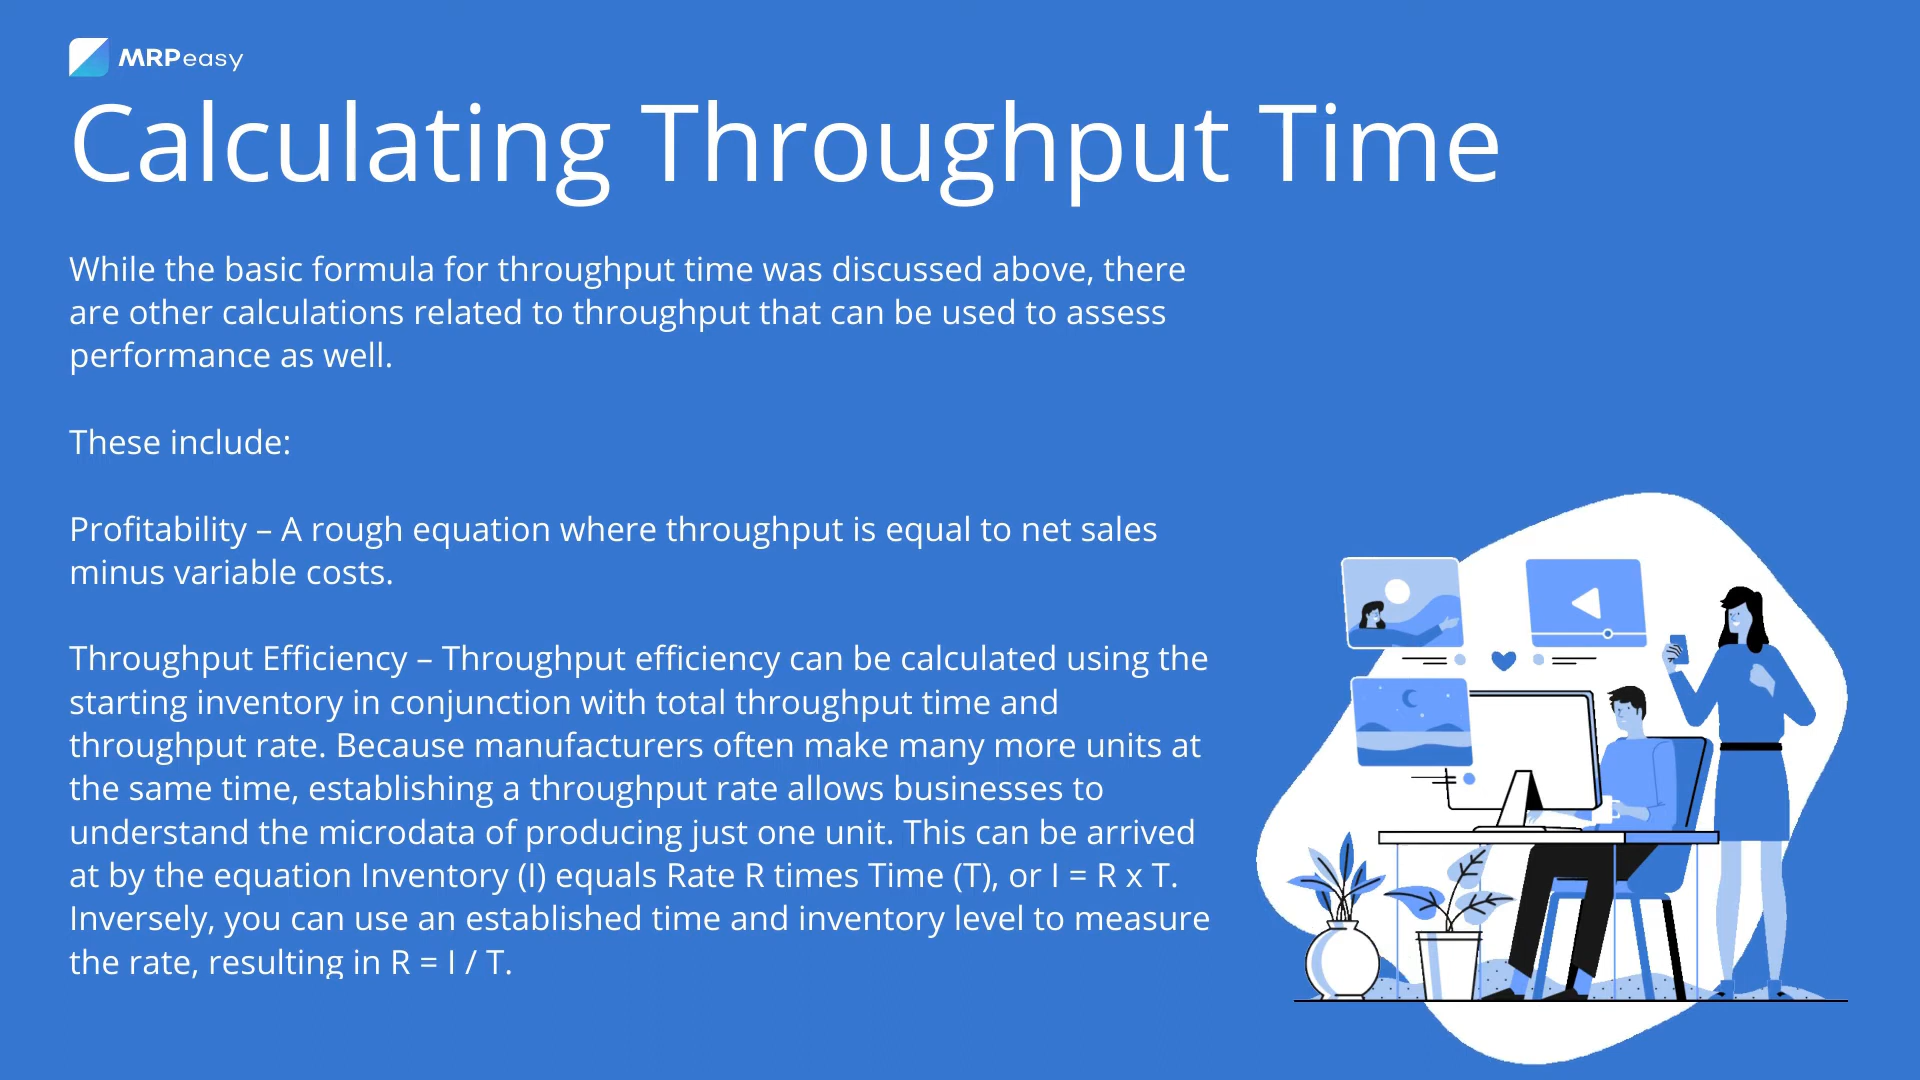 MRPeasy
Calculating Throughput Time
While the basic formula for throughput time was discussed above, there
are other calculations related to throughput that can be used to assess
performance as well.
These include:
Profitability – A rough equation where throughput is equal to net sales
minus variable costs.
Throughput Efficiency – Throughput efficiency can be calculated using the
starting inventory in conjunction with total throughput time and
throughput rate. Because manufacturers often make many more units at
the same time, establishing a throughput rate allows businesses to
understand the microdata of producing just one unit. This can be arrived
at by the equation Inventory (I) equals Rate R times Time (T), or I = R x T.
Inversely, you can use an established time and inventory level to measure
the rate, resulting in R = I / T.